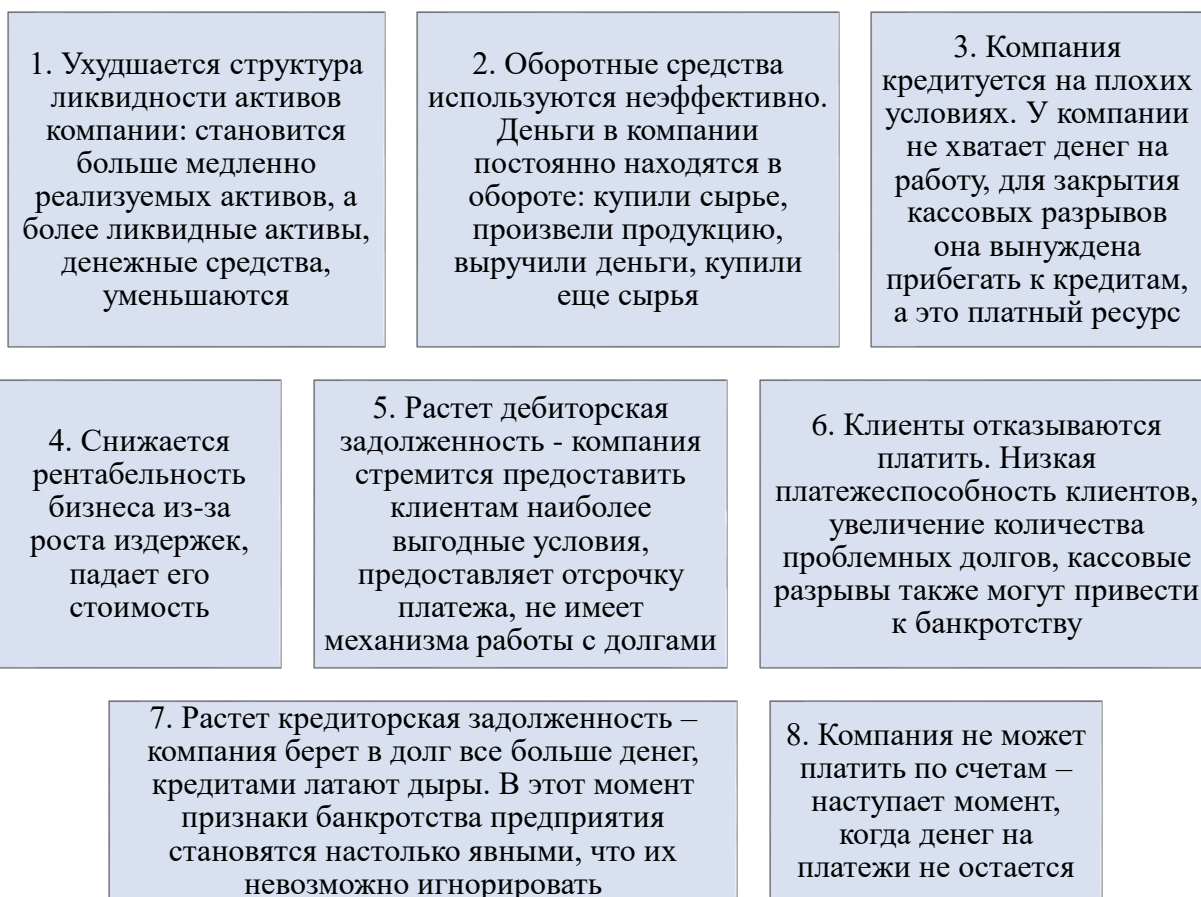 1. Ухудшается структура
ликвидности активов
компании: становится
больше медленно
реализуемых активов, а
более ликвидные активы,
денежные средства,
уменьшаются
2. Оборотные средства
используются неэффективно.
Деньги в компании
постоянно находятся в
обороте: купили сырье,
произвели продукцию,
выручили деньги, купили
еще сырья
3. Компания
кредитуется на плохих
условиях. У компании
не хватает денег на
работу, для закрытия
кассовых разрывов
она вынуждена
прибегать к кредитам,
а это платный ресурс
4. Снижается
рентабельность
бизнеса из-за
роста издержек,
падает его
стоимость
5. Растет дебиторская
задолженность - компания
стремится предоставить
клиентам наиболее
выгодные условия,
предоставляет отсрочку
платежа, не имеет
механизма работы с долгами
6. Клиенты отказываются
платить. Низкая
платежеспособность клиентов,
увеличение количества
проблемных долгов, кассовые
разрывы также могут привести
к банкротству
7. Растет кредиторская задолженность –
компания берет в долг все больше денег,
кредитами латают дыры. В этот момент
признаки банкротства предприятия
становятся настолько явными, что их
невозможно игнорировать
8. Компания не может
платить по счетам –
наступает момент,
когда денег на
платежи не остается